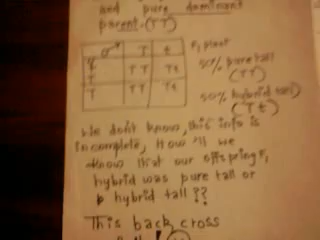 and pure dominant
parent. (TT)
T t F, plant
T TT Tt 50% pure tall
(TT)
T TT Tt 50% hybrid tall)
(Tt)
we don't know, this info is
incomplete, How'll we
know that our offspring F,
hybrid was pure tall or
hybrid tall??
This back cross